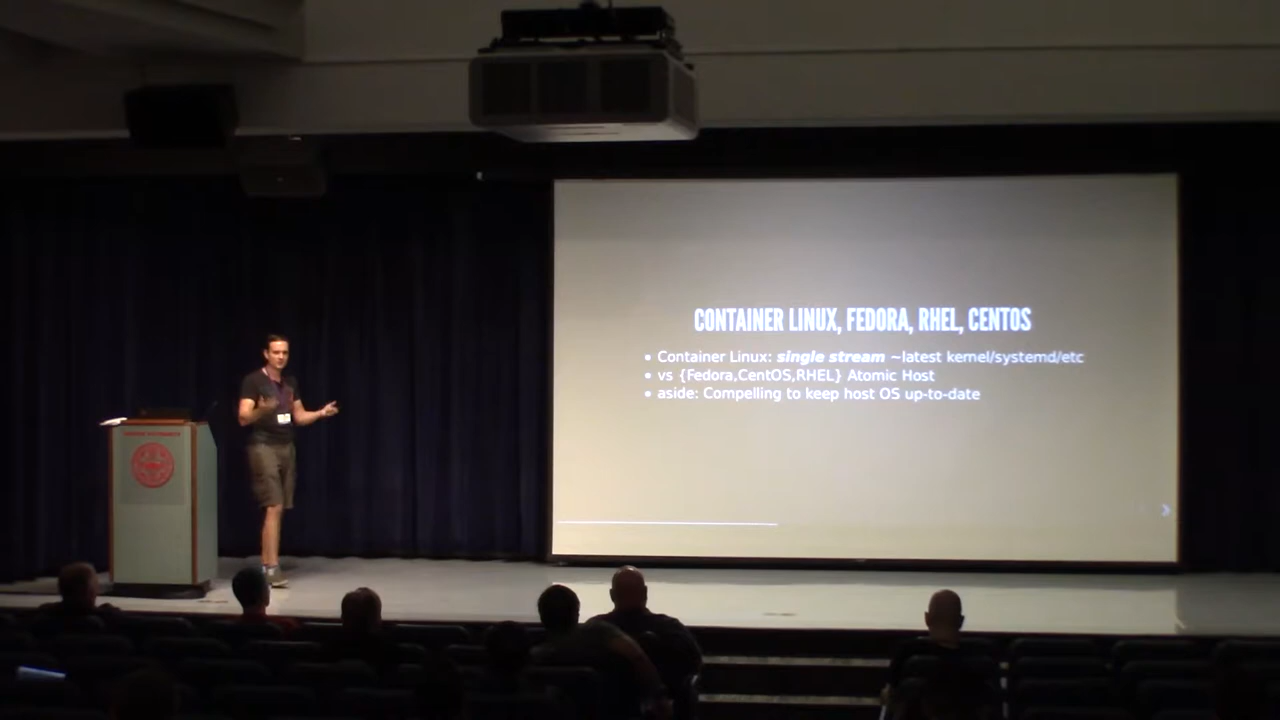 CONTAINER LINUX, FEDORA, RHEL, CENTOS
• Container Linux: single stream ~latest kernel/systemd/etc
• vs {Fedora,CentOS,RHEL} Atomic Host
• aside: Compelling to keep host OS up-to-date